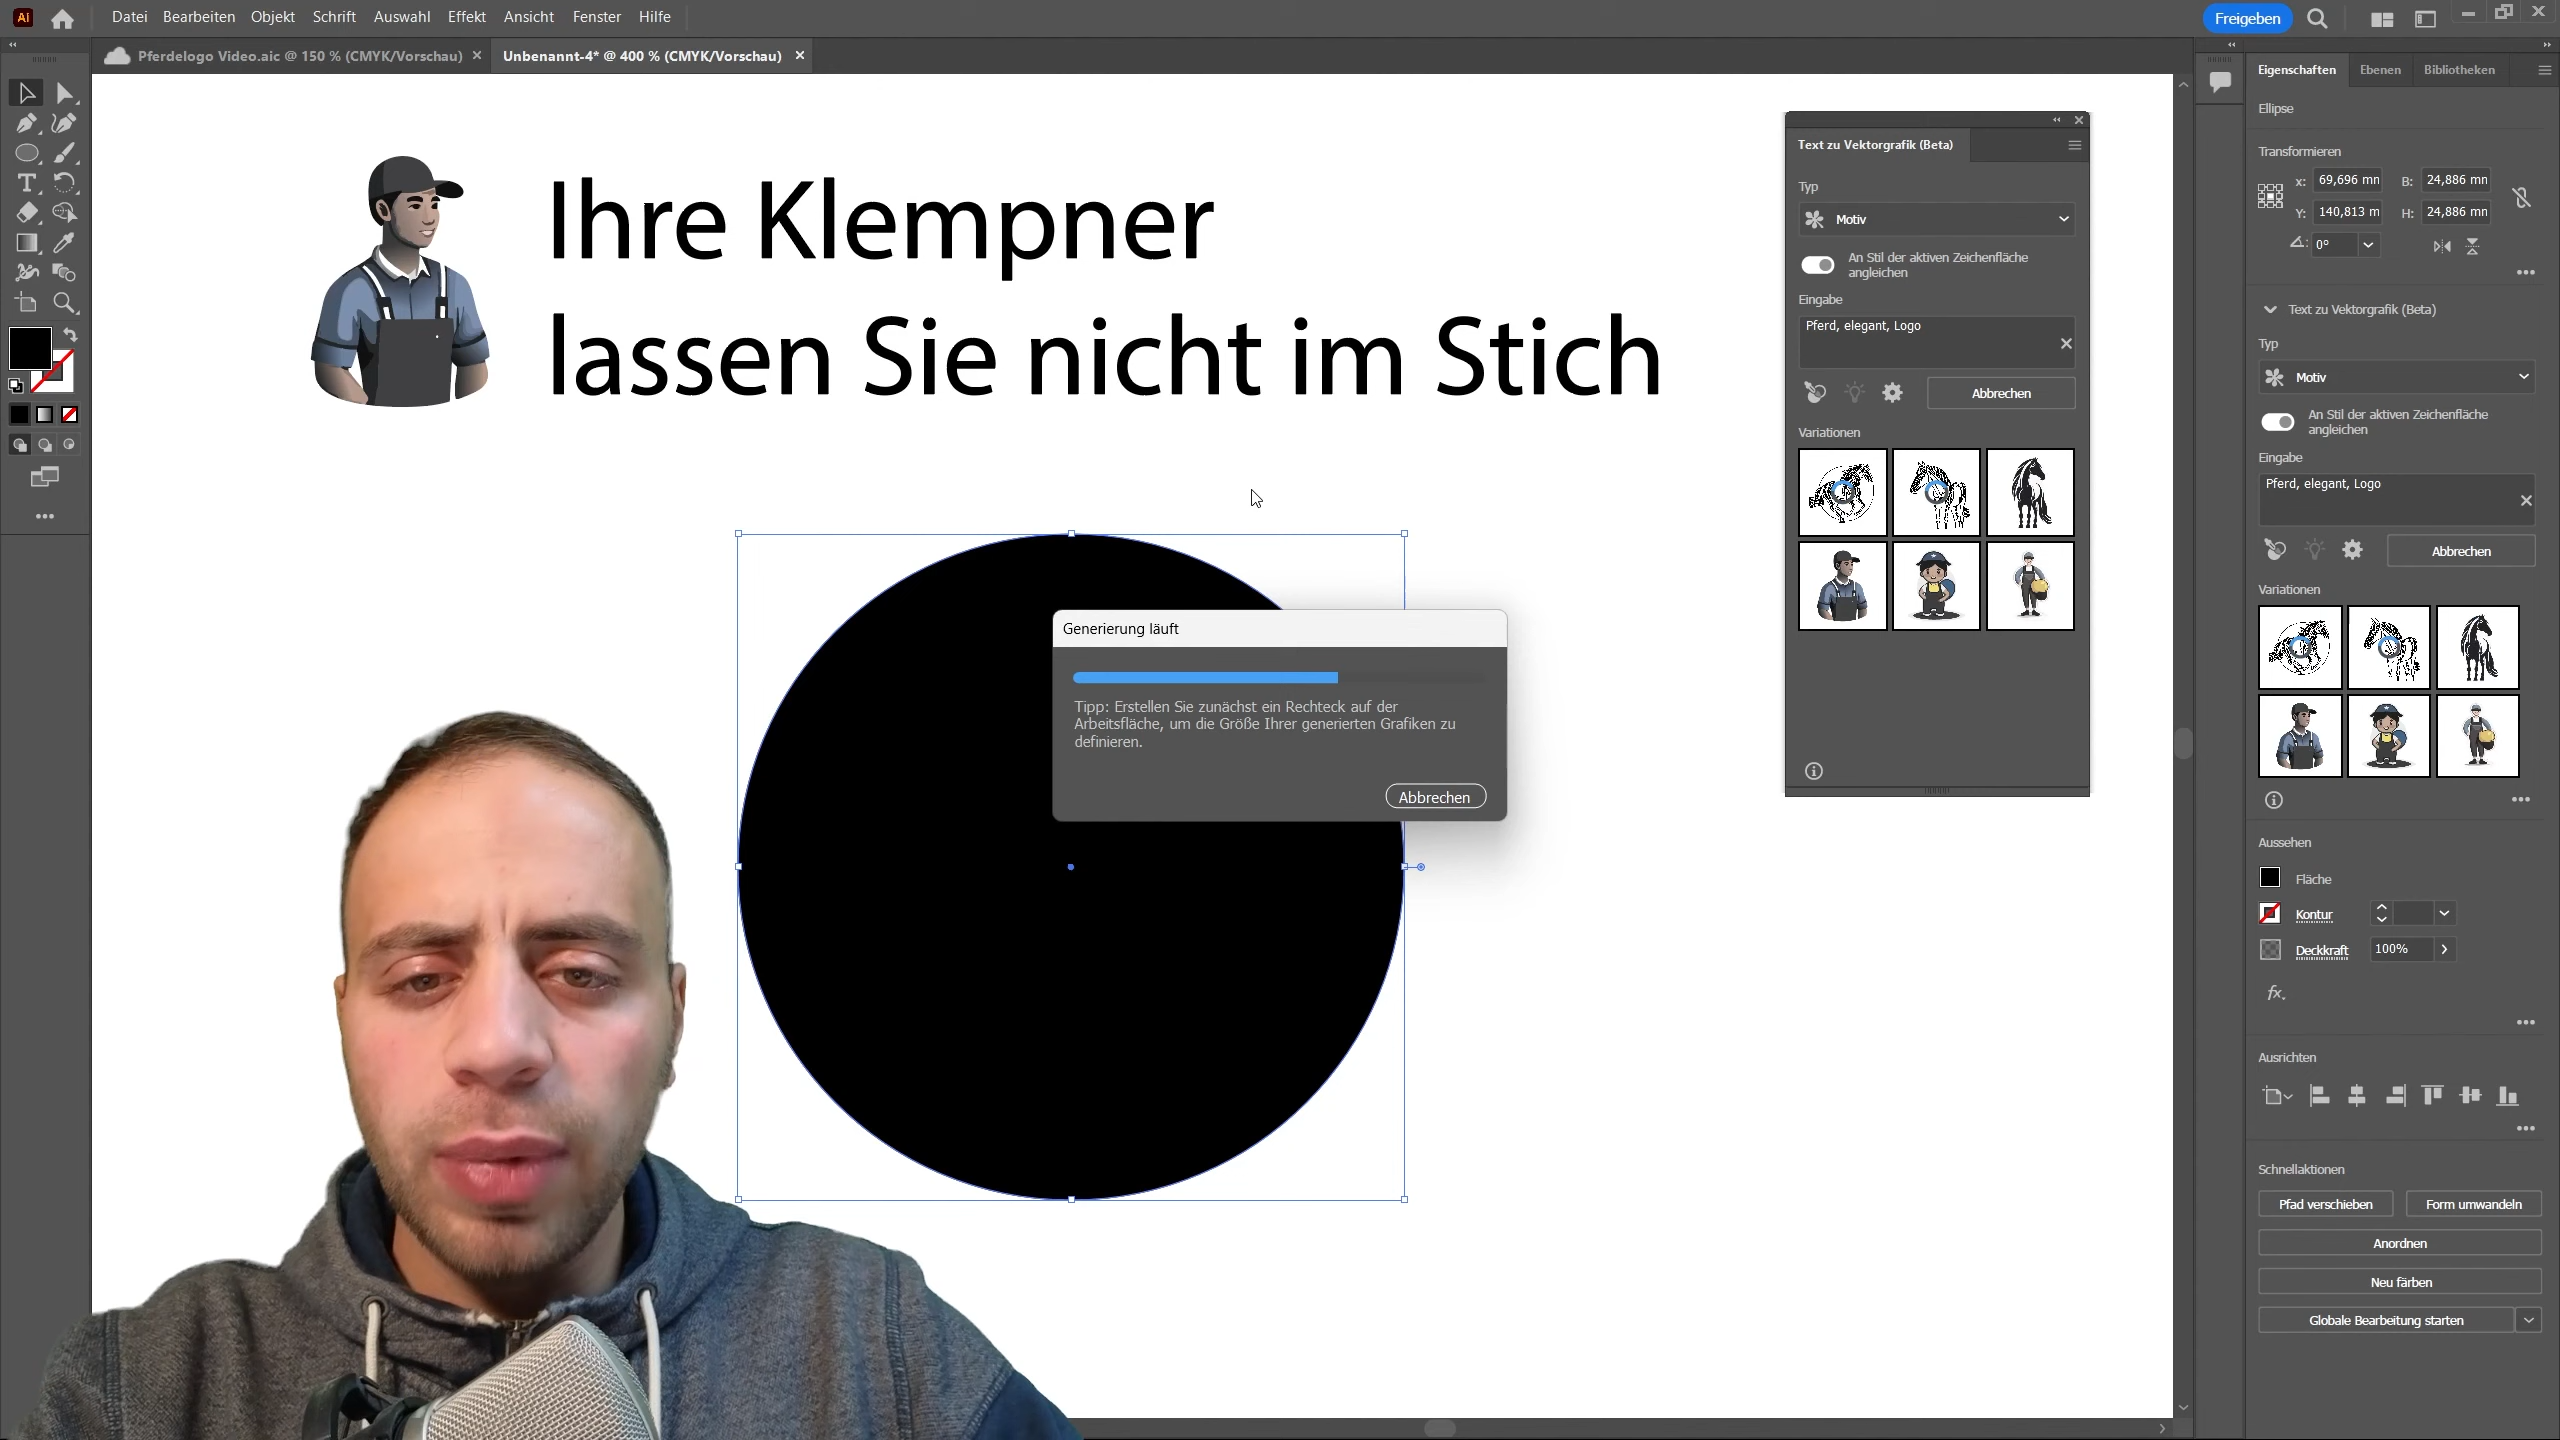 Ai
Datei Bearbeiten Objekt Schrift Auswahl Effekt Ansicht Fenster Hilfe
Freigeben
Pferdelogo Video.aic @ 150 % (CMYK/Vorschau)
Unbenannt-4* @ 400 % (CMYK/Vorschau)
Ihre Klempner
lassen Sie nicht im Stich
Generierung läuft
Tipp: Erstellen Sie zunächst ein Rechteck auf der
Arbeitsfläche, um die Größe Ihrer generierten Grafiken zu
definieren.
Abbrechen
Text zu Vektorgrafik (Beta)
Typ
Motiv
An Stil der aktiven Zeichenfläche
angleichen
Eingabe
Pferd, elegant, Logo
Abbrechen
Variationen
Eigenschaften Ebenen Bibliotheken
Ellipse
Transformieren
X: 69,696 mm B: 24,886 mm
Y: 140,813 m H: 24,886 mm
0°
Text zu Vektorgrafik (Beta)
Typ
Motiv
An Stil der aktiven Zeichenfläche
angleichen
Eingabe
Pferd, elegant, Logo
Abbrechen
Variationen
Aussehen
Fläche
Kontur
Deckkraft 100%
fx.
Ausrichten
Schnellaktionen
Pfad verschieben Form umwandeln
Anordnen
Neu färben
Globale Bearbeitung starten